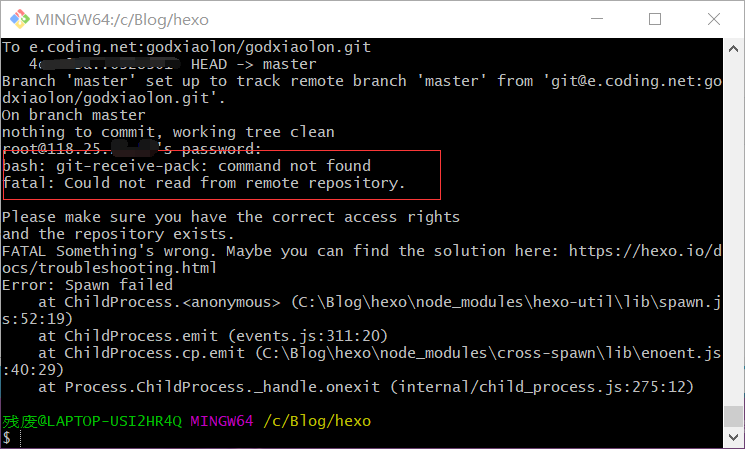 MINGW64:/c/Blog/hexo
To e.coding.net:godxiaolon/godxiaolon.git
HEAD -> master
Branch 'master' set up to track remote branch 'master' from 'git@e.coding.net:go
dxiaolon/godxiaolon.git'.
On branch master
nothing to commit, working tree clean
root@118.25. 's password:
bash: git-receive-pack: command not found
fatal: Could not read from remote repository.
Please make sure you have the correct access rights
and the repository exists.
FATAL Something's wrong. Maybe you can find the solution here: https://hexo.io/d
ocs/troubleshooting.html
Error: Spawn failed
at ChildProcess.<anonymous> (C:\Blog\hexo\node_modules\hexo-util\lib\spawn.j
s:52:19)
at ChildProcess.emit (events.js:311:20)
at ChildProcess.cp.emit (C:\Blog\hexo\node_modules\cross-spawn\lib\enoent.js
:40:29)
at Process.ChildProcess._handle.onexit (internal/child_process.js:275:12)
残废@LAPTOP-USI2HR4Q MINGW64 /c/Blog/hexo
$